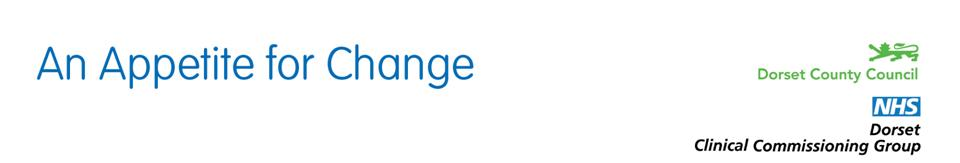 An Appetite for Change
Dorset County Council
NHS
Dorset
Clinical Commissioning Group